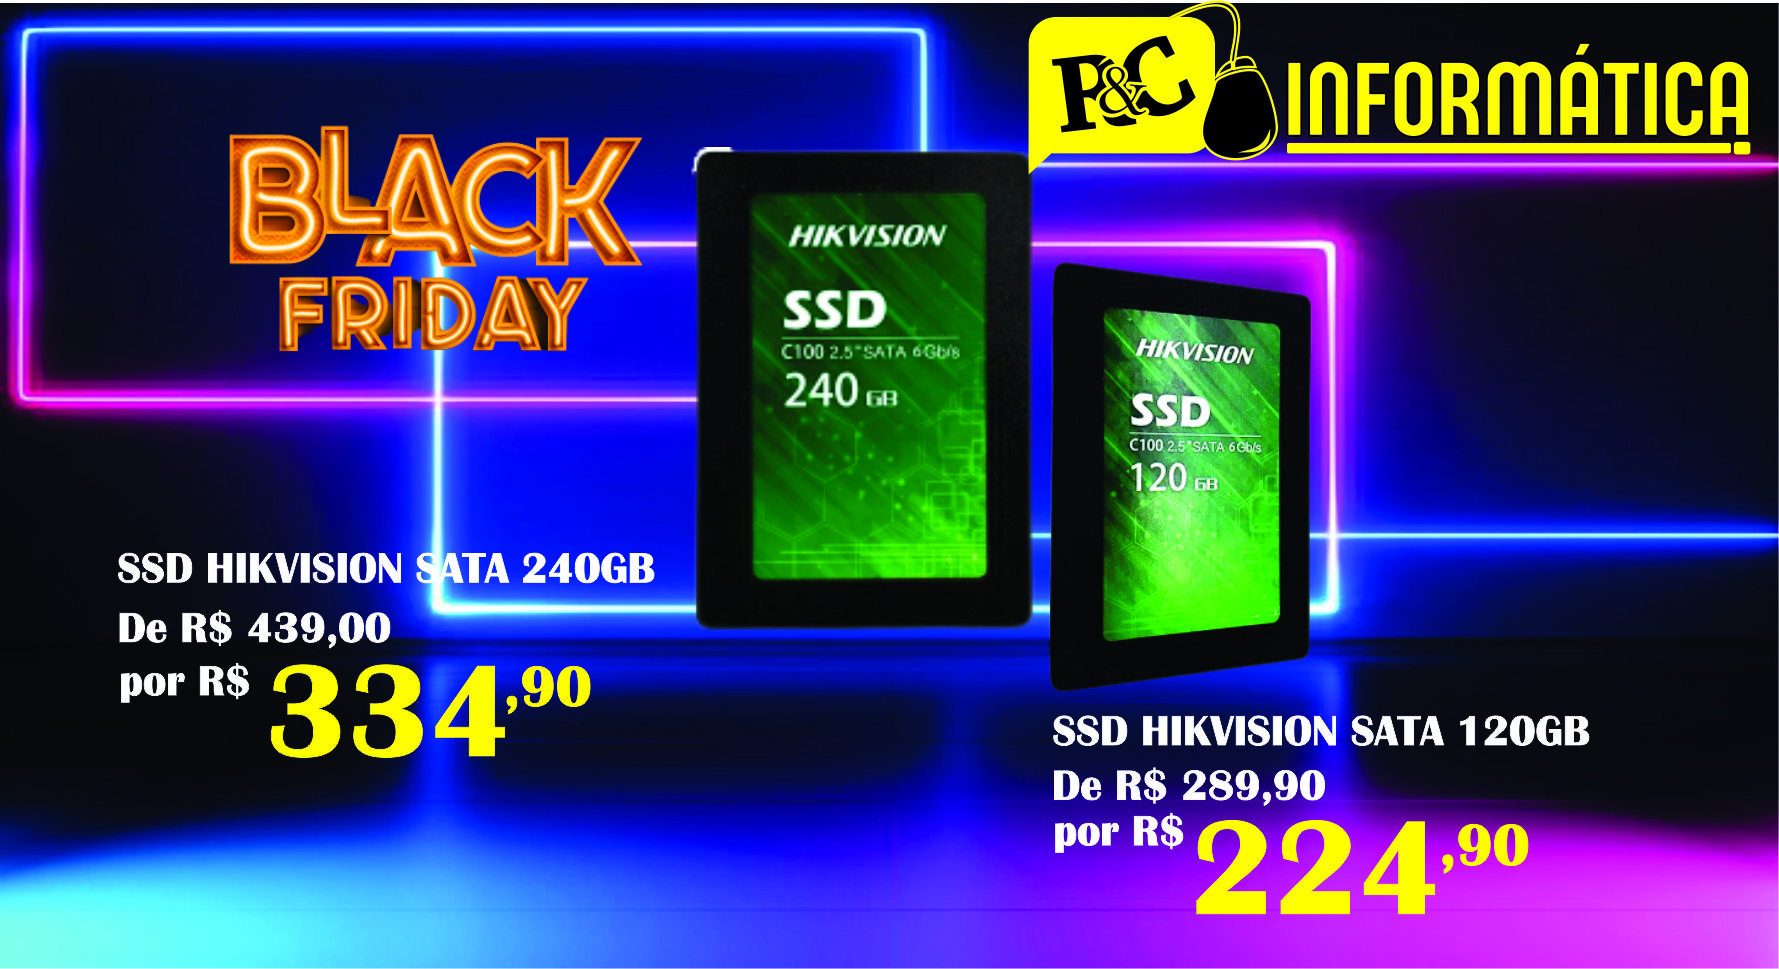 R&C INFORMÁTICA
BLACK
FRIDAY
HIKVISION
SSD
C100 2.5" SATA 6Gb/s
240 GB
HIKVISION
SSD
C100 2.5" SATA 6Gb/s
120 GB
SSD HIKVISION SATA 240GB
De R$ 439,00
por R$ 334,90
SSD HIKVISION SATA 120GB
De R$ 289,90
por R$ 224,90